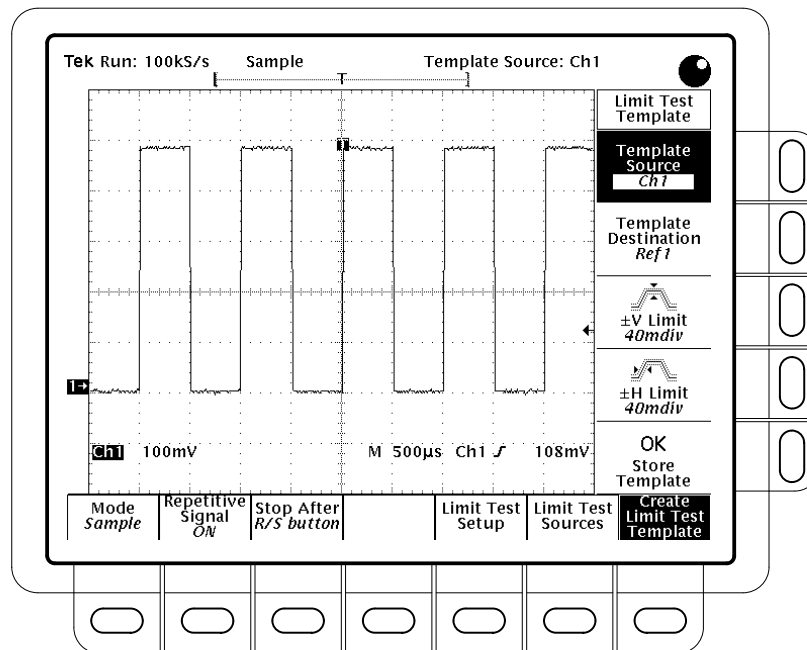 Tek Run: 100kS/s Sample Template Source: Ch1
T
Limit Test
Template
Template
Source
Ch1
Template
Destination
Ref1
±V Limit
40mdiv
±H Limit
40mdiv
OK
Store
Template
T
1→
Ch1 100mV M 500µs Ch1 108mV
Mode
Sample
Repetitive
Signal
ON
Stop After
R/S button
Limit Test
Setup
Limit Test
Sources
Create
Limit Test
Template